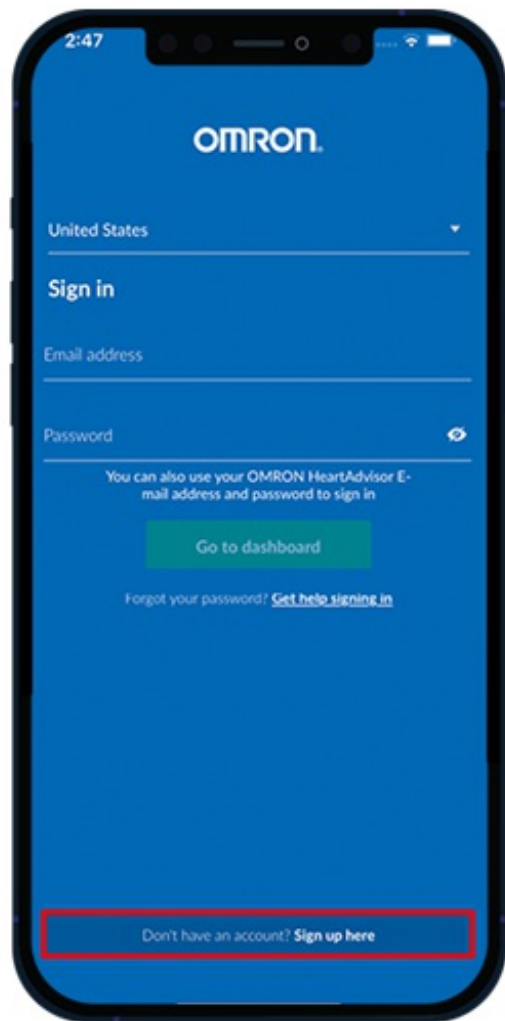 2:47
OMRON
United States
Sign in
Email address
Password
You can also use your OMRON HeartAdvisor E-
mail address and password to sign in
Go to dashboard
Forgot your password? Get help signing in
Don't have an account? Sign up here